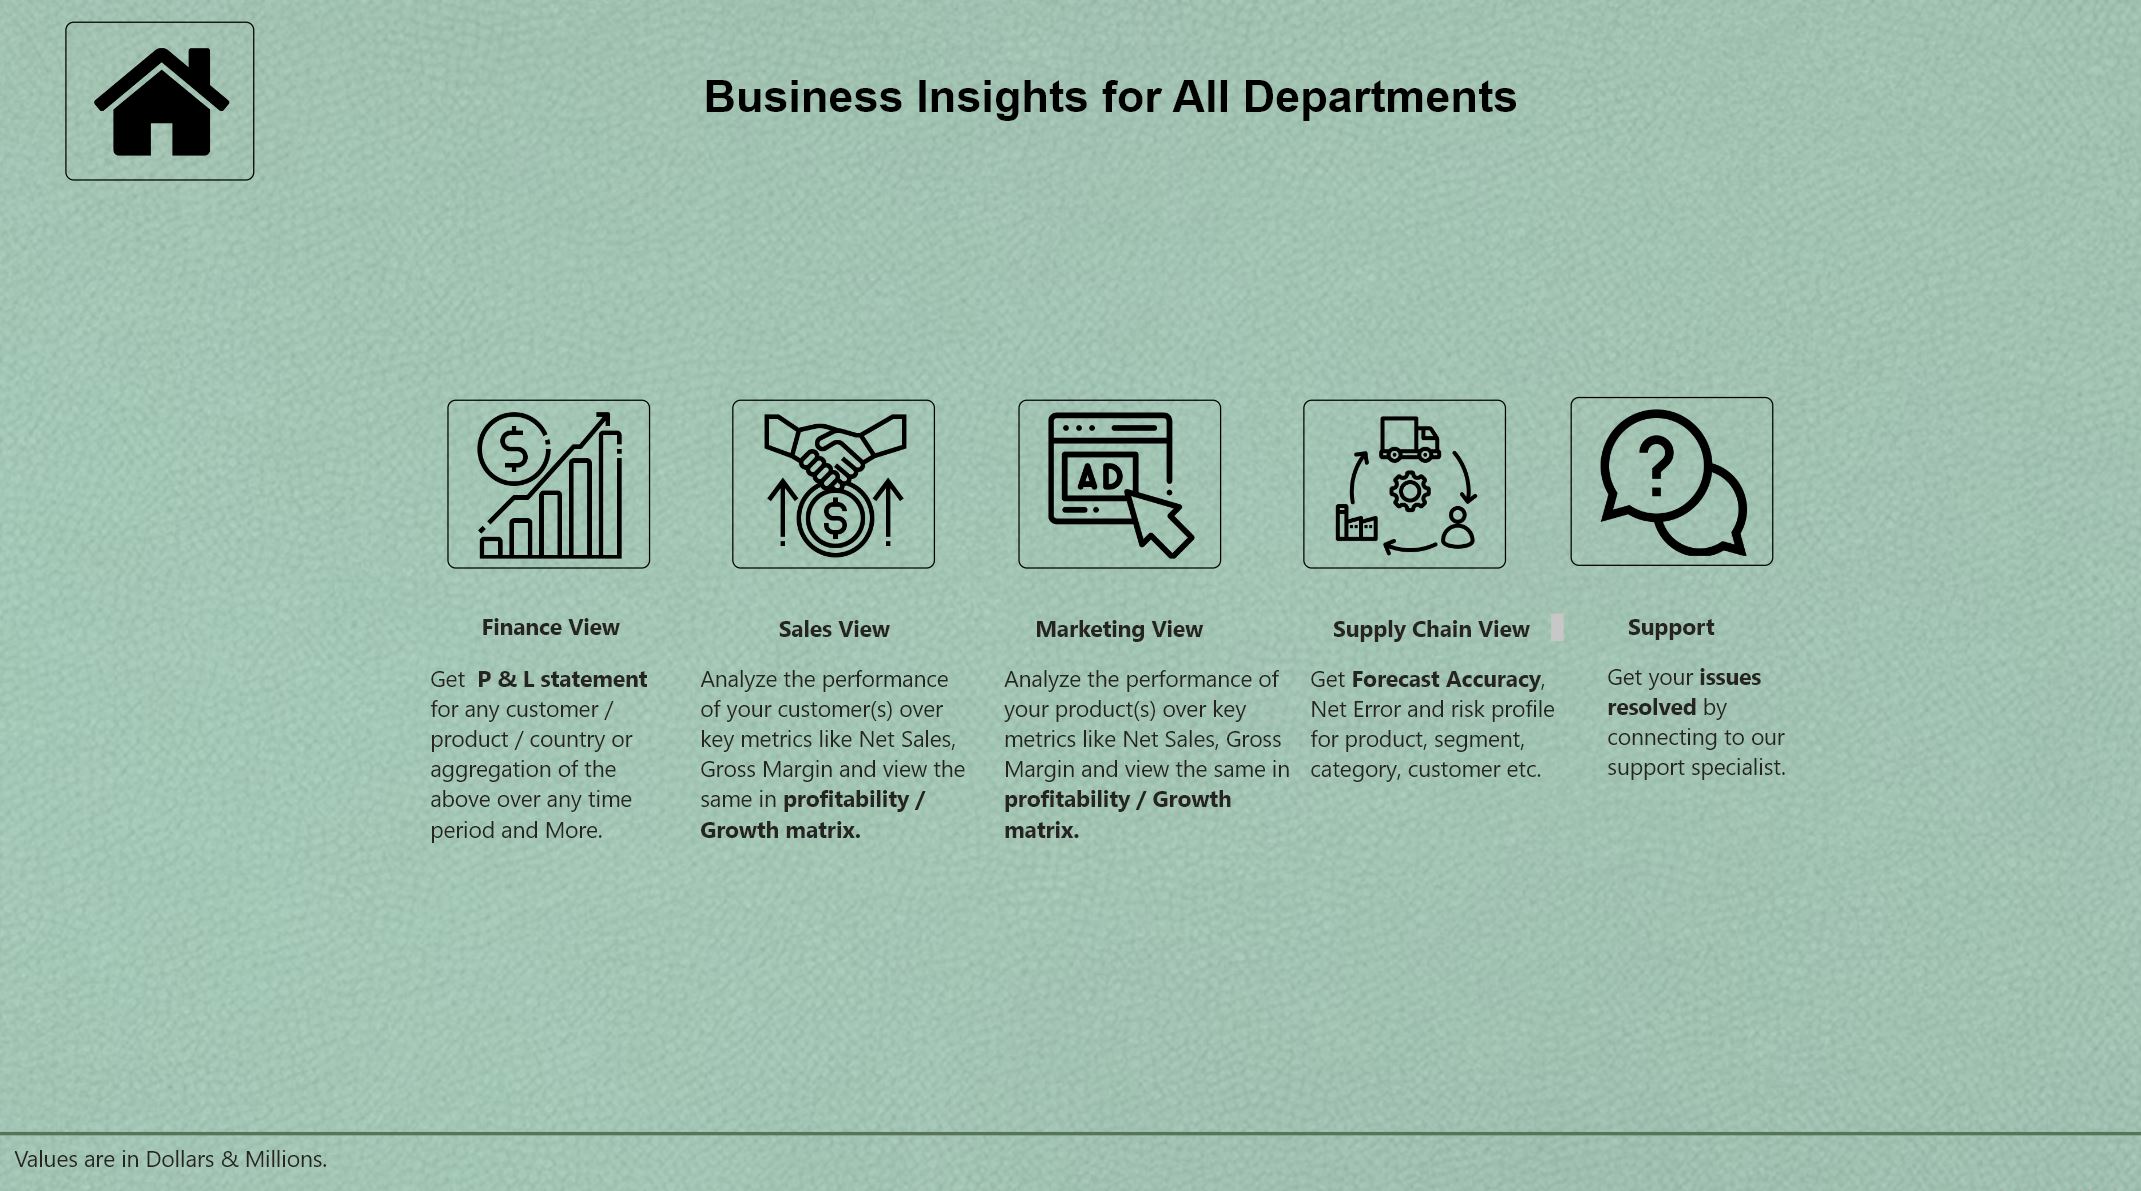 Business Insights for All Departments
$
$
AD
?
Finance View
Get  P & L statement
for any customer /
product / country or
aggregation of the
above over any time
period and More.
Sales View
Analyze the performance
of your customer(s) over
key metrics like Net Sales,
Gross Margin and view the
same in profitability /
Growth matrix.
Marketing View
Analyze the performance of
your product(s) over key
metrics like Net Sales, Gross
Margin and view the same in
profitability / Growth
matrix.
Supply Chain View
Get Forecast Accuracy,
Net Error and risk profile
for product, segment,
category, customer etc.
Support
Get your issues
resolved by
connecting to our
support specialist.
Values are in Dollars & Millions.